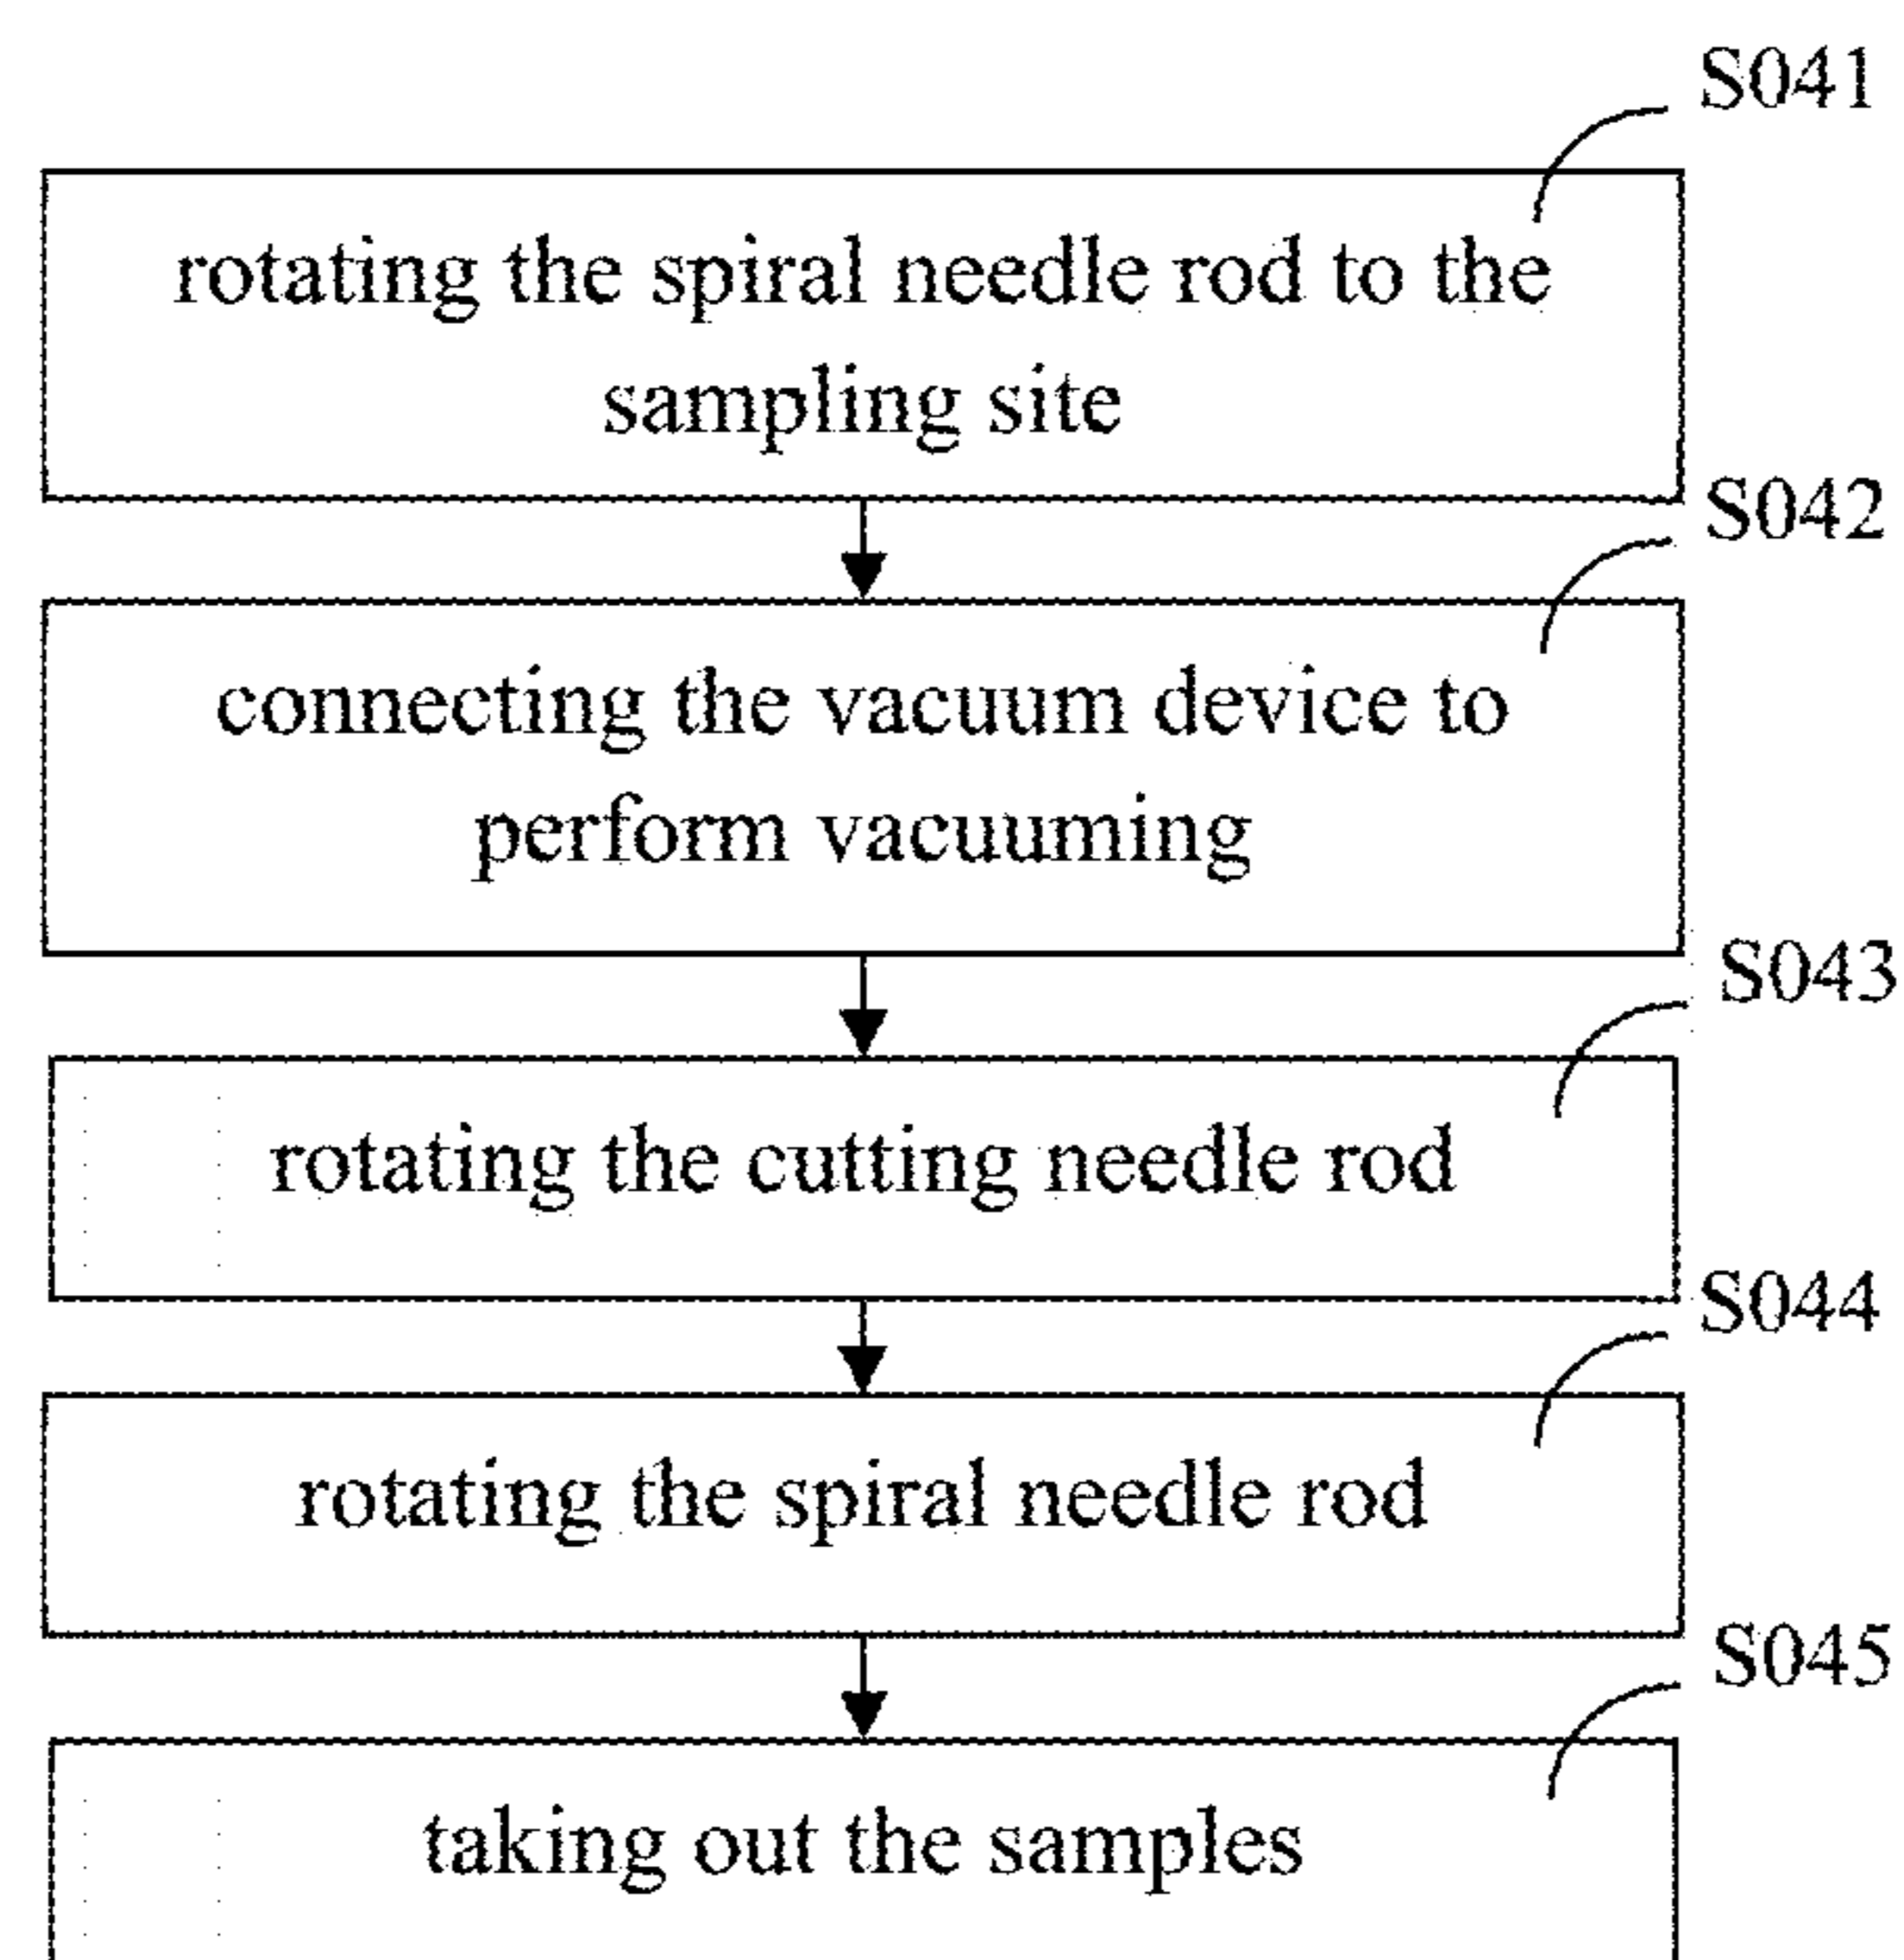 S041
rotating the spiral needle rod to the
sampling site
S042
connecting the vacuum device to
perform vacuuming
S043
rotating the cutting needle rod
S044
rotating the spiral needle rod
S045
taking out the samples